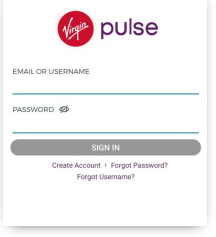 Virgin pulse
EMAIL OR USERNAME
PASSWORD
SIGN IN
Create Account | Forgot Password?
Forgot Username?